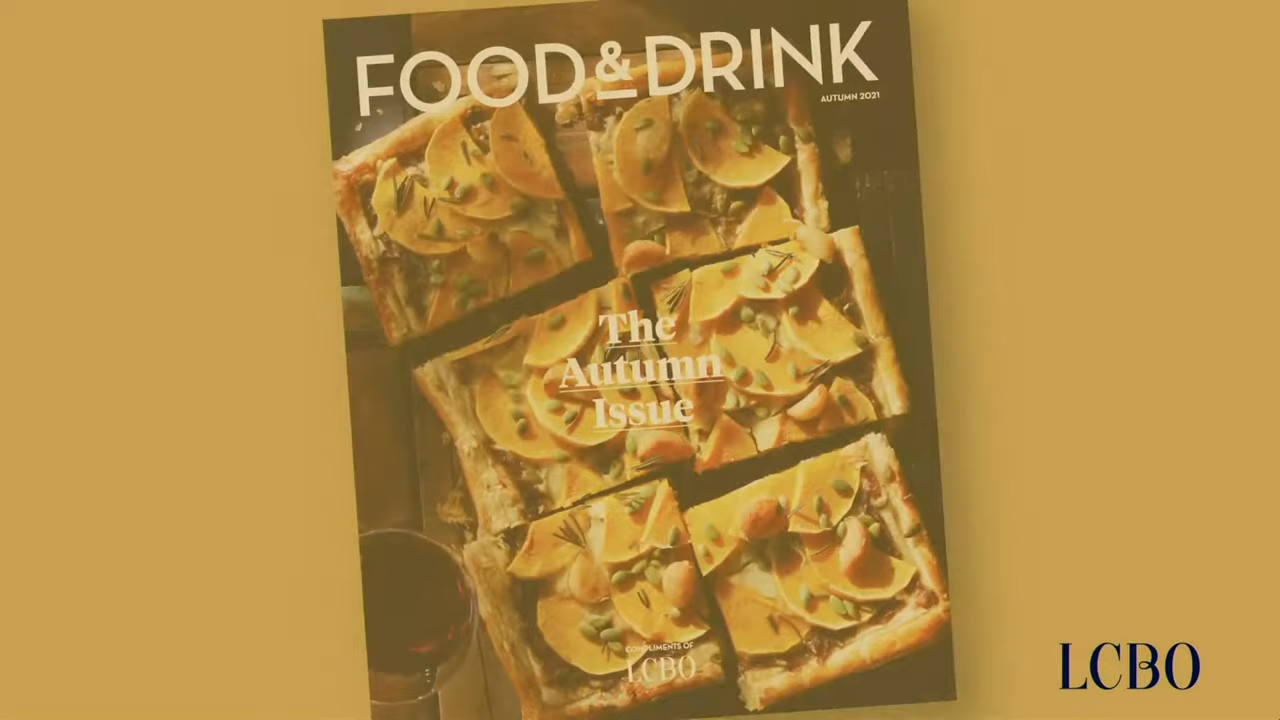 FOOD & DRINK
AUTUMN 2021
The
Autumn
Issue
COMPLIMENTS OF
LCBO
LCBO